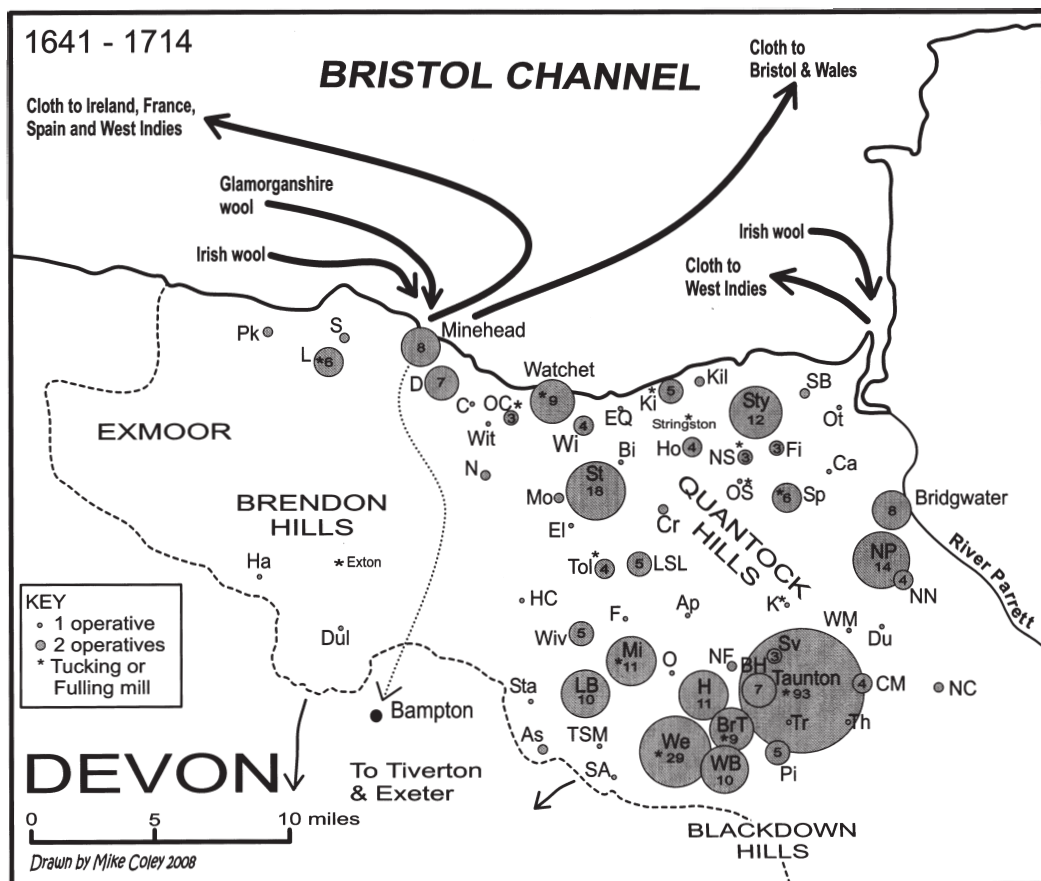 1641 - 1714
BRISTOL CHANNEL
Cloth to
Bristol & Wales
Cloth to Ireland, France,
Spain and West Indies
Glamorganshire
wool
Irish wool
Irish wool
Cloth to
West Indies
Pk
S
L
*6
Minehead
8
D
7
C
OC*
3
Wit
N
Watchet
*9
Wi
4
EQ
Bi
Ki
*
5
Kil
Stringston
*
Sty
12
SB
Ot
Ho
4
NS
*
3
3
Fi
Ca
OS
*
*6
Sp
St
18
Mo
El
Cr
EXMOOR
BRENDON
HILLS
QUANTOCK
HILLS
8
Bridgwater
NP
14
4
NN
River Parrett
Ha
* Exton
Dul
Tol
*
4
5
LSL
HC
F
Ap
K*
WM
Du
Wiv
5
Mi
*11
O
NF
BH
7
Sv
3
Taunton
*93
4
CM
NC
Tr
Th
Sta
LB
10
H
11
BrT
*9
We
*29
WB
10
5
Pi
As
TSM
SA
KEY
1 operative
2 operatives
* Tucking or
Fulling mill
Bampton
To Tiverton
& Exeter
DEVON
BLACKDOWN
HILLS
0 5 10 miles
Drawn by Mike Coley 2008